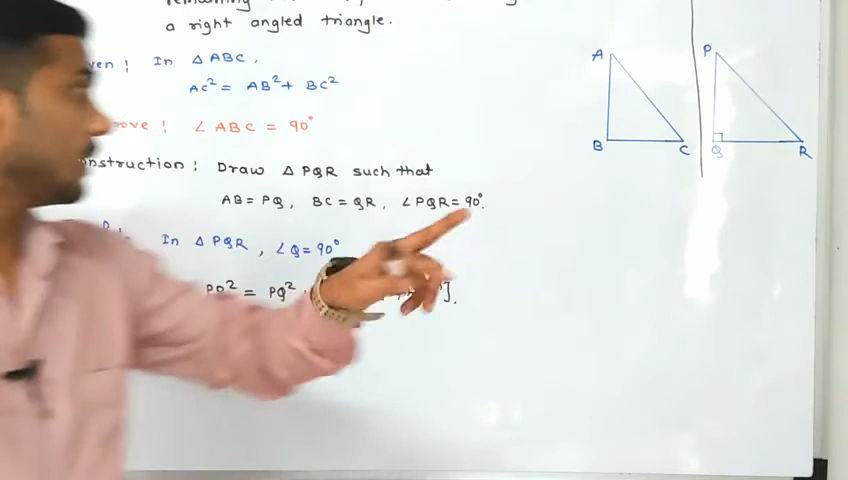 a right angled triangle.
In △ ABC,
AC² = AB² + BC²
∠ ABC = 90°
Draw △ PQR such that
AB = PQ, BC = QR, ∠PQR = 90°.
In △ PQR, ∠Q = 90°
= PQ²
A
B
C
P
Q
R